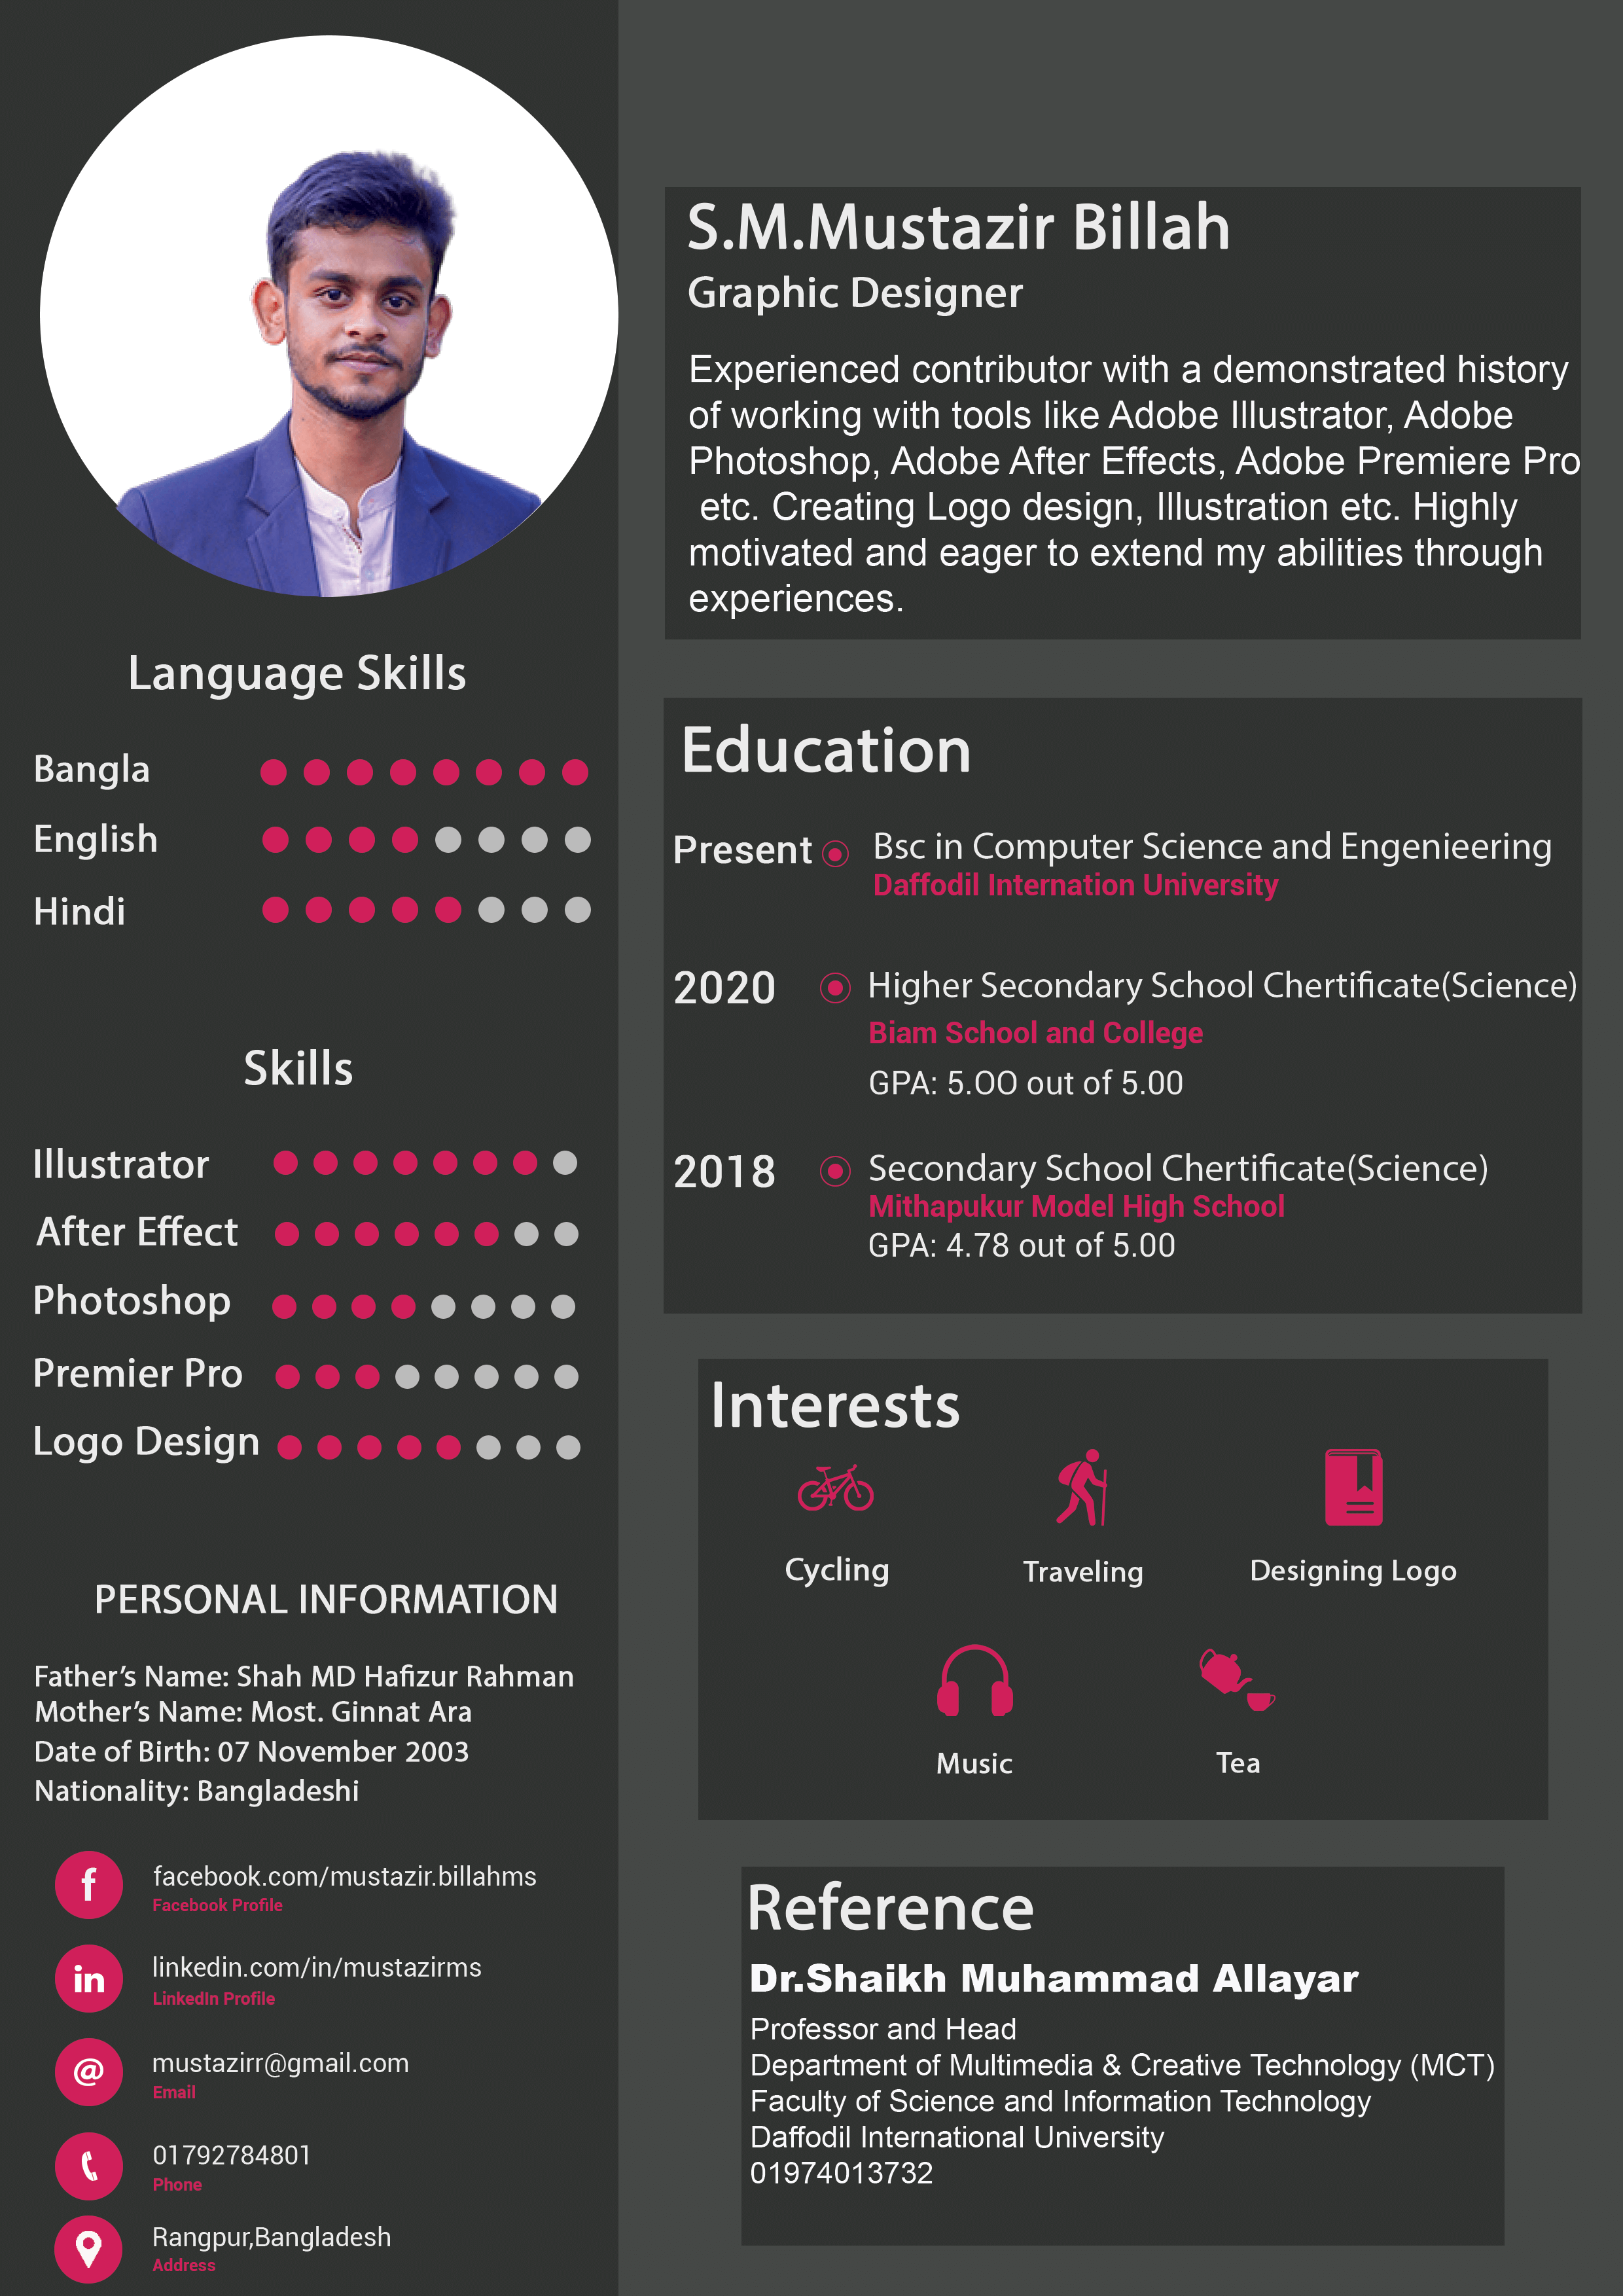 S.M.Mustazir Billah
Graphic Designer
Experienced contributor with a demonstrated history
of working with tools like Adobe Illustrator, Adobe
Photoshop, Adobe After Effects, Adobe Premiere Pro
etc. Creating Logo design, Illustration etc. Highly
motivated and eager to extend my abilities through
experiences.
Language Skills
Bangla
English
Hindi
Skills
Illustrator
After Effect
Photoshop
Premier Pro
Logo Design
PERSONAL INFORMATION
Father's Name: Shah MD Hafizur Rahman
Mother's Name: Most. Ginnat Ara
Date of Birth: 07 November 2003
Nationality: Bangladeshi
f facebook.com/mustazir.billahms
Facebook Profile
in linkedin.com/in/mustazirms
LinkedIn Profile
@ mustazirr@gmail.com
Email
01792784801
Phone
Rangpur,Bangladesh
Address
Education
Present Bsc in Computer Science and Engenieering
Daffodil Internation University
2020 Higher Secondary School Chertificate(Science)
Biam School and College
GPA: 5.OO out of 5.00
2018 Secondary School Chertificate(Science)
Mithapukur Model High School
GPA: 4.78 out of 5.00
Interests
Cycling Traveling Designing Logo
Music Tea
Reference
Dr.Shaikh Muhammad Allayar
Professor and Head
Department of Multimedia & Creative Technology (MCT)
Faculty of Science and Information Technology
Daffodil International University
01974013732